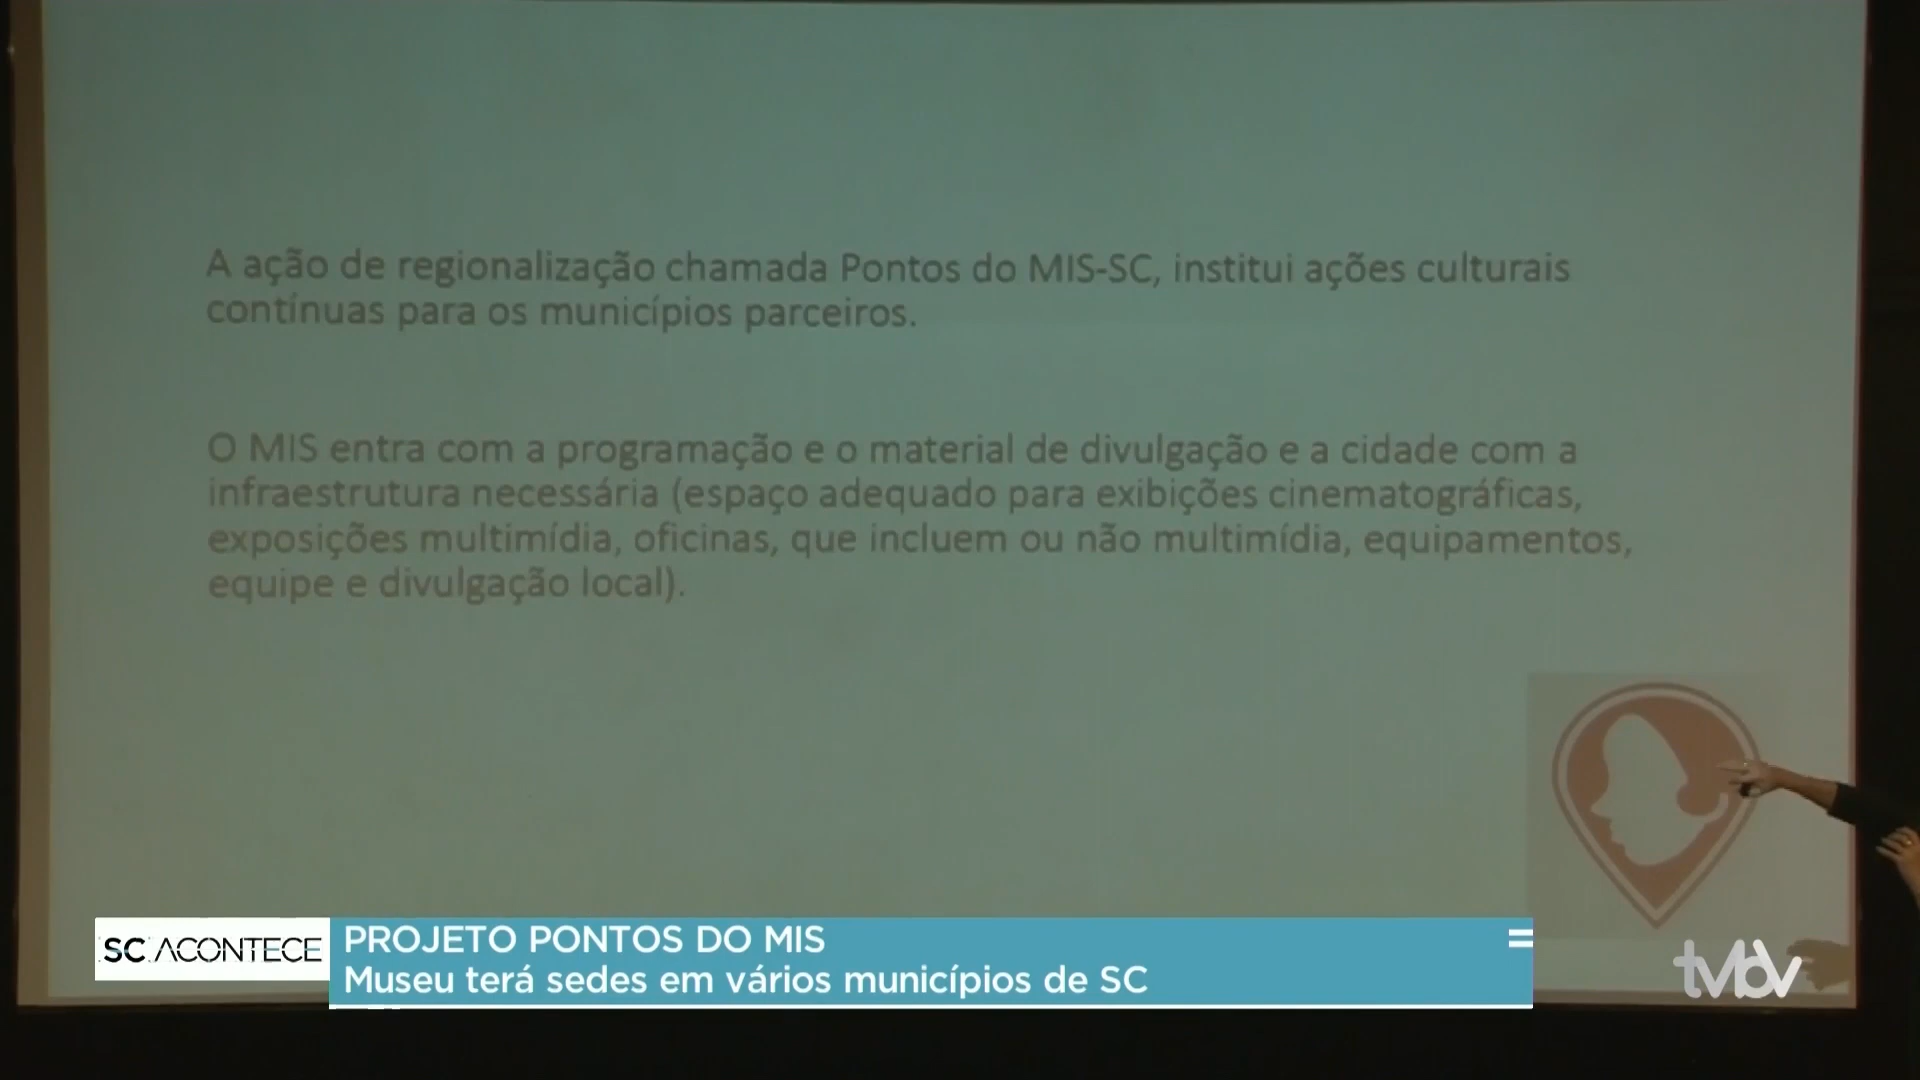 A ação de regionalização chamada Pontos do MIS-SC, institui ações culturais
contínuas para os municípios parceiros.
O MIS entra com a programação e o material de divulgação e a cidade com a
infraestrutura necessária (espaço adequado para exibições cinematográficas,
exposições multimídia, oficinas, que incluem ou não multimídia, equipamentos,
equipe e divulgação local).
SC ACONTECE
PROJETO PONTOS DO MIS
Museu terá sedes em vários municípios de SC
tvbv